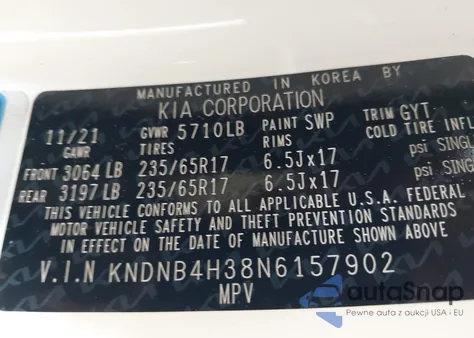 MANUFACTURED IN KOREA BY
KIA CORPORATION
11/21 GVWR 5710LB PAINT SWP TRIM GYT
GAWR TIRES RIMS COLD TIRE INFL
FRONT 3064 LB 235/65R17 6.5Jx17 psi SINGL
REAR 3197 LB 235/65R17 6.5Jx17 psi SING
THIS VEHICLE CONFORMS TO ALL APPLICABLE U.S.A. FEDERAL
MOTOR VEHICLE SAFETY AND THEFT PREVENTION STANDARDS
IN EFFECT ON THE DATE OF MANUFACTURE SHOWN ABOVE
V.I.N KNDNB4H38N6157902
MPV
autoSnap
Pewne auta z aukcji USA i EU